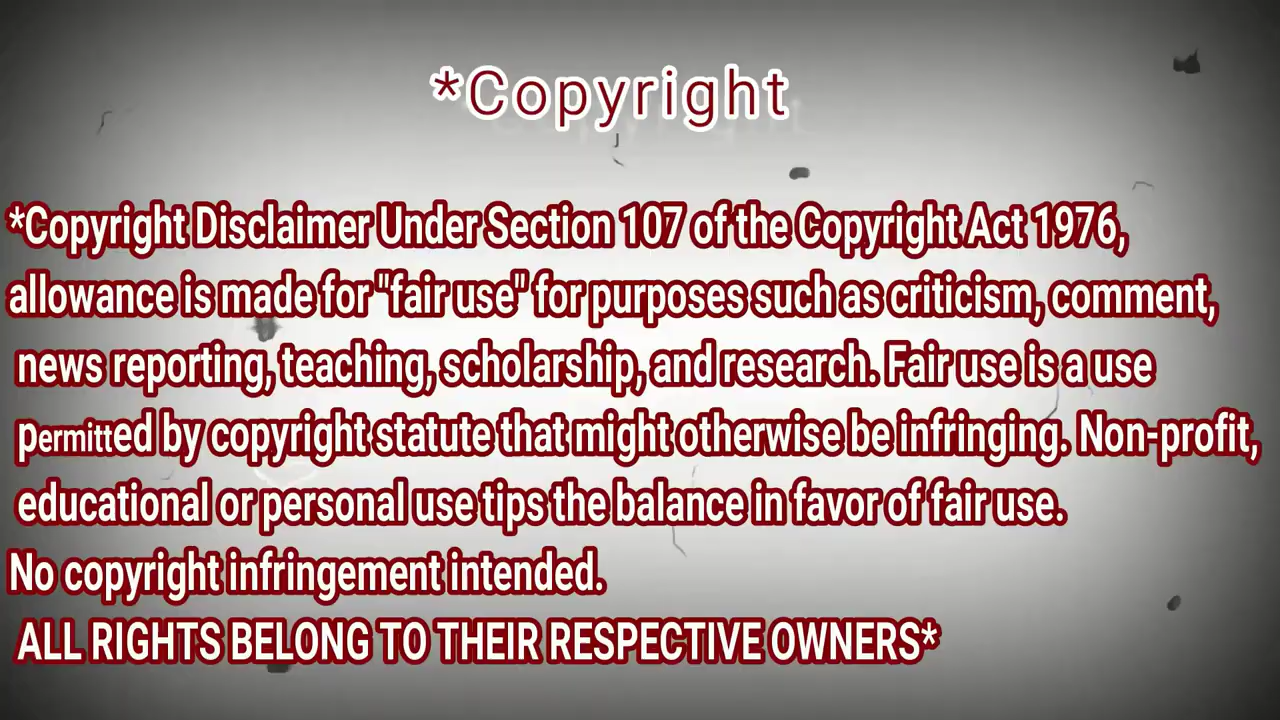 *Copyright
*Copyright Disclaimer Under Section 107 of the Copyright Act 1976,
allowance is made for "fair use" for purposes such as criticism, comment,
news reporting, teaching, scholarship, and research. Fair use is a use
permitted by copyright statute that might otherwise be infringing. Non-profit,
educational or personal use tips the balance in favor of fair use.
No copyright infringement intended.
ALL RIGHTS BELONG TO THEIR RESPECTIVE OWNERS*